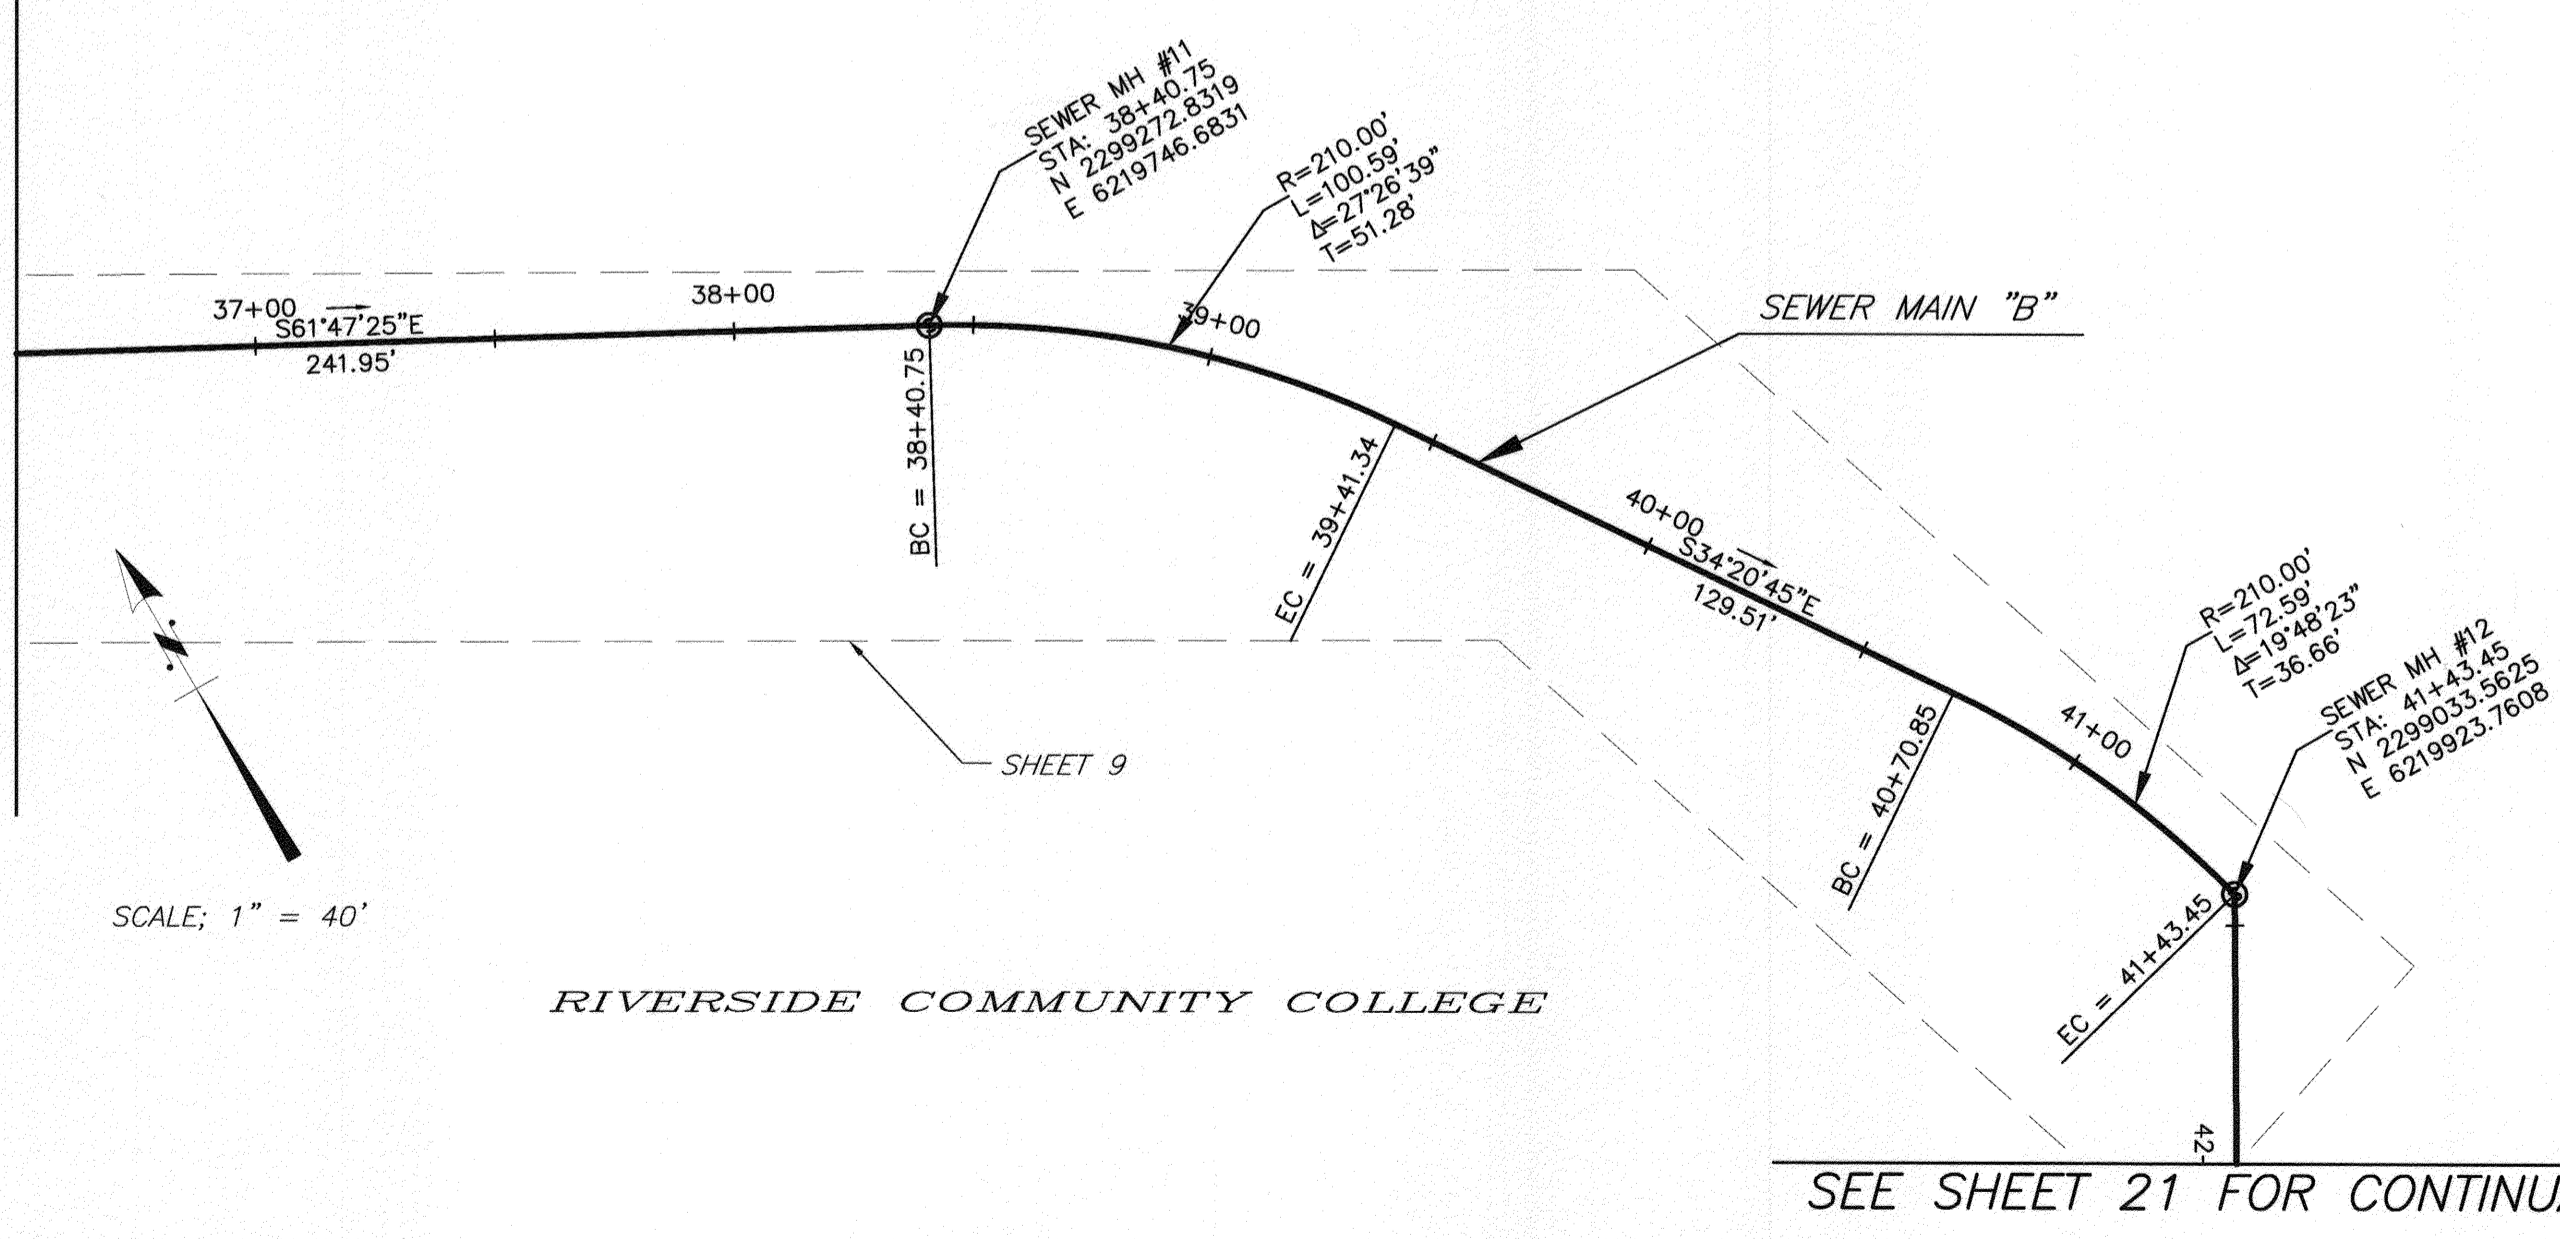 SEWER MH #11
STA: 38+40.75
N 2299272.8319
E 6219746.6831
R=210.00'
L=100.59'
Δ=27°26'39"
T=51.28'
37+00
S61°47'25"E
241.95'
38+00
39+00
SEWER MAIN "B"
BC = 38+40.75
EC = 39+41.34
40+00
S34°20'45"E
129.51'
R=210.00'
L=72.59'
Δ=19°48'23"
T=36.66'
SEWER MH #12
STA: 41+43.45
N 2299033.5625
E 6219923.7608
41+00
BC = 40+70.85
EC = 41+43.45
SHEET 9
SCALE; 1" = 40'
RIVERSIDE COMMUNITY COLLEGE
42
SEE SHEET 21 FOR CONTINU